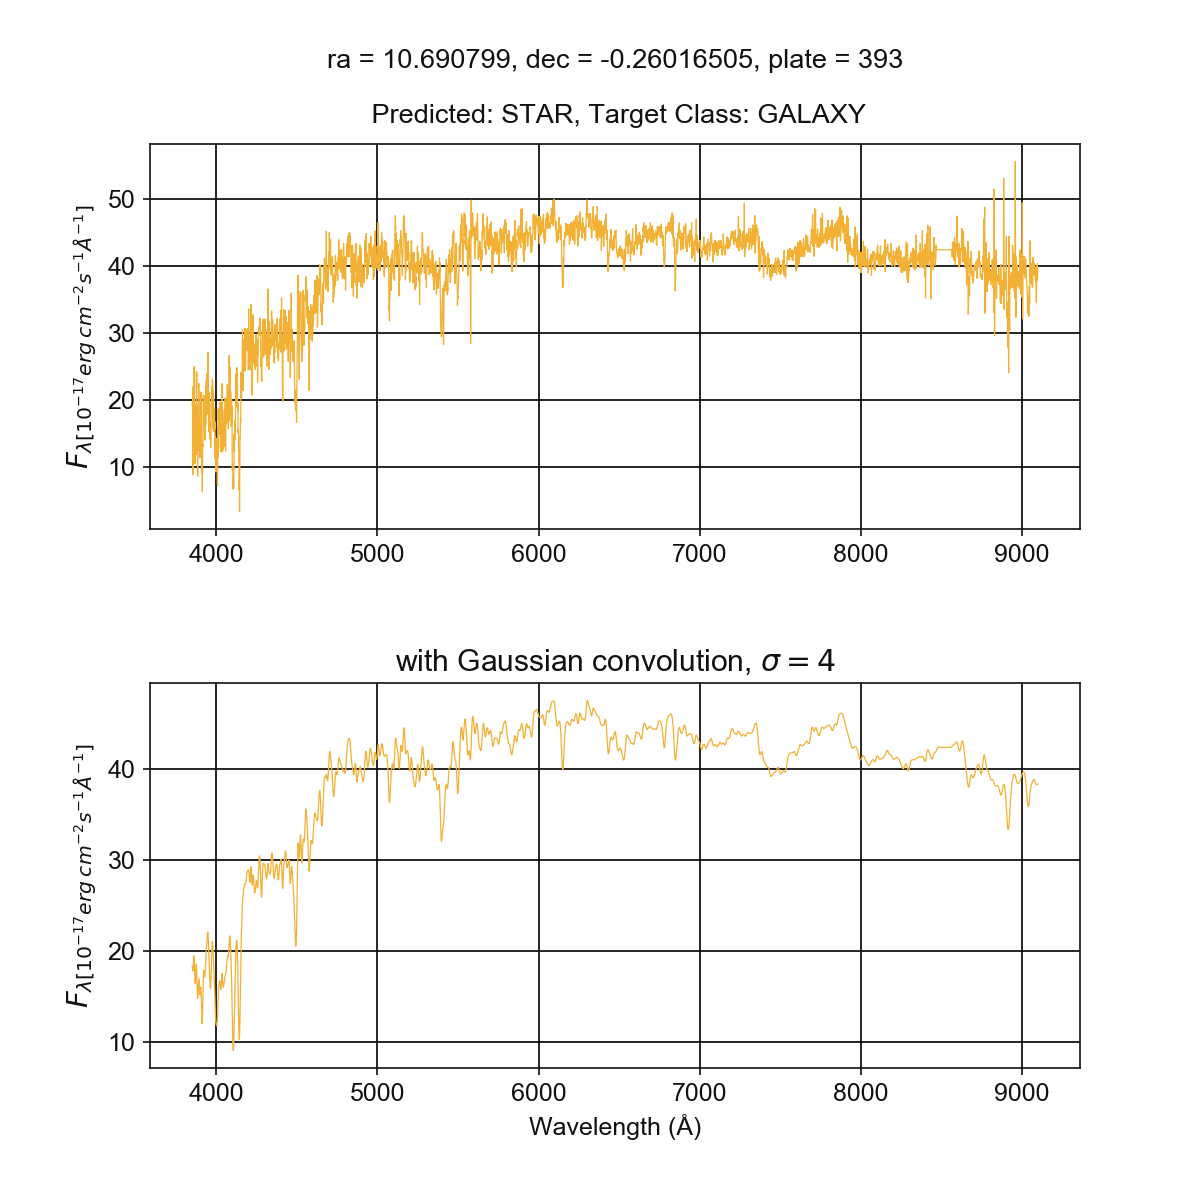 ra = 10.690799, dec = -0.26016505, plate = 393
Predicted: STAR, Target Class: GALAXY
50
40
30
20
10
F_λ[10^−17 erg cm^−2 s^−1 Å^−1]
4000 5000 6000 7000 8000 9000
with Gaussian convolution, σ = 4
40
30
20
10
F_λ[10^−17 erg cm^−2 s^−1 Å^−1]
4000 5000 6000 7000 8000 9000
Wavelength (Å)